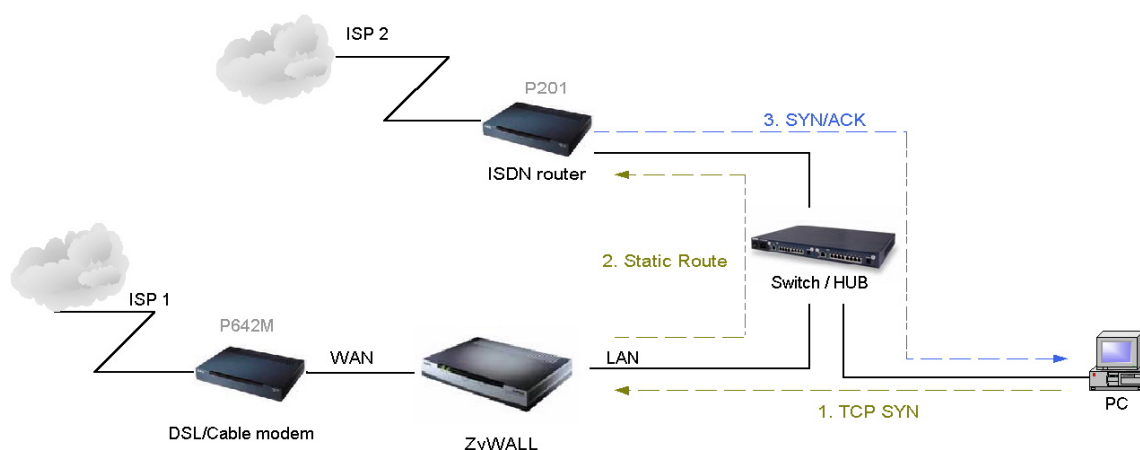 ISP 2
P201
3. SYN/ACK
ISDN router
2. Static Route
Switch / HUB
ISP 1
P642M
WAN
LAN
1. TCP SYN
PC
DSL/Cable modem
ZyWALL